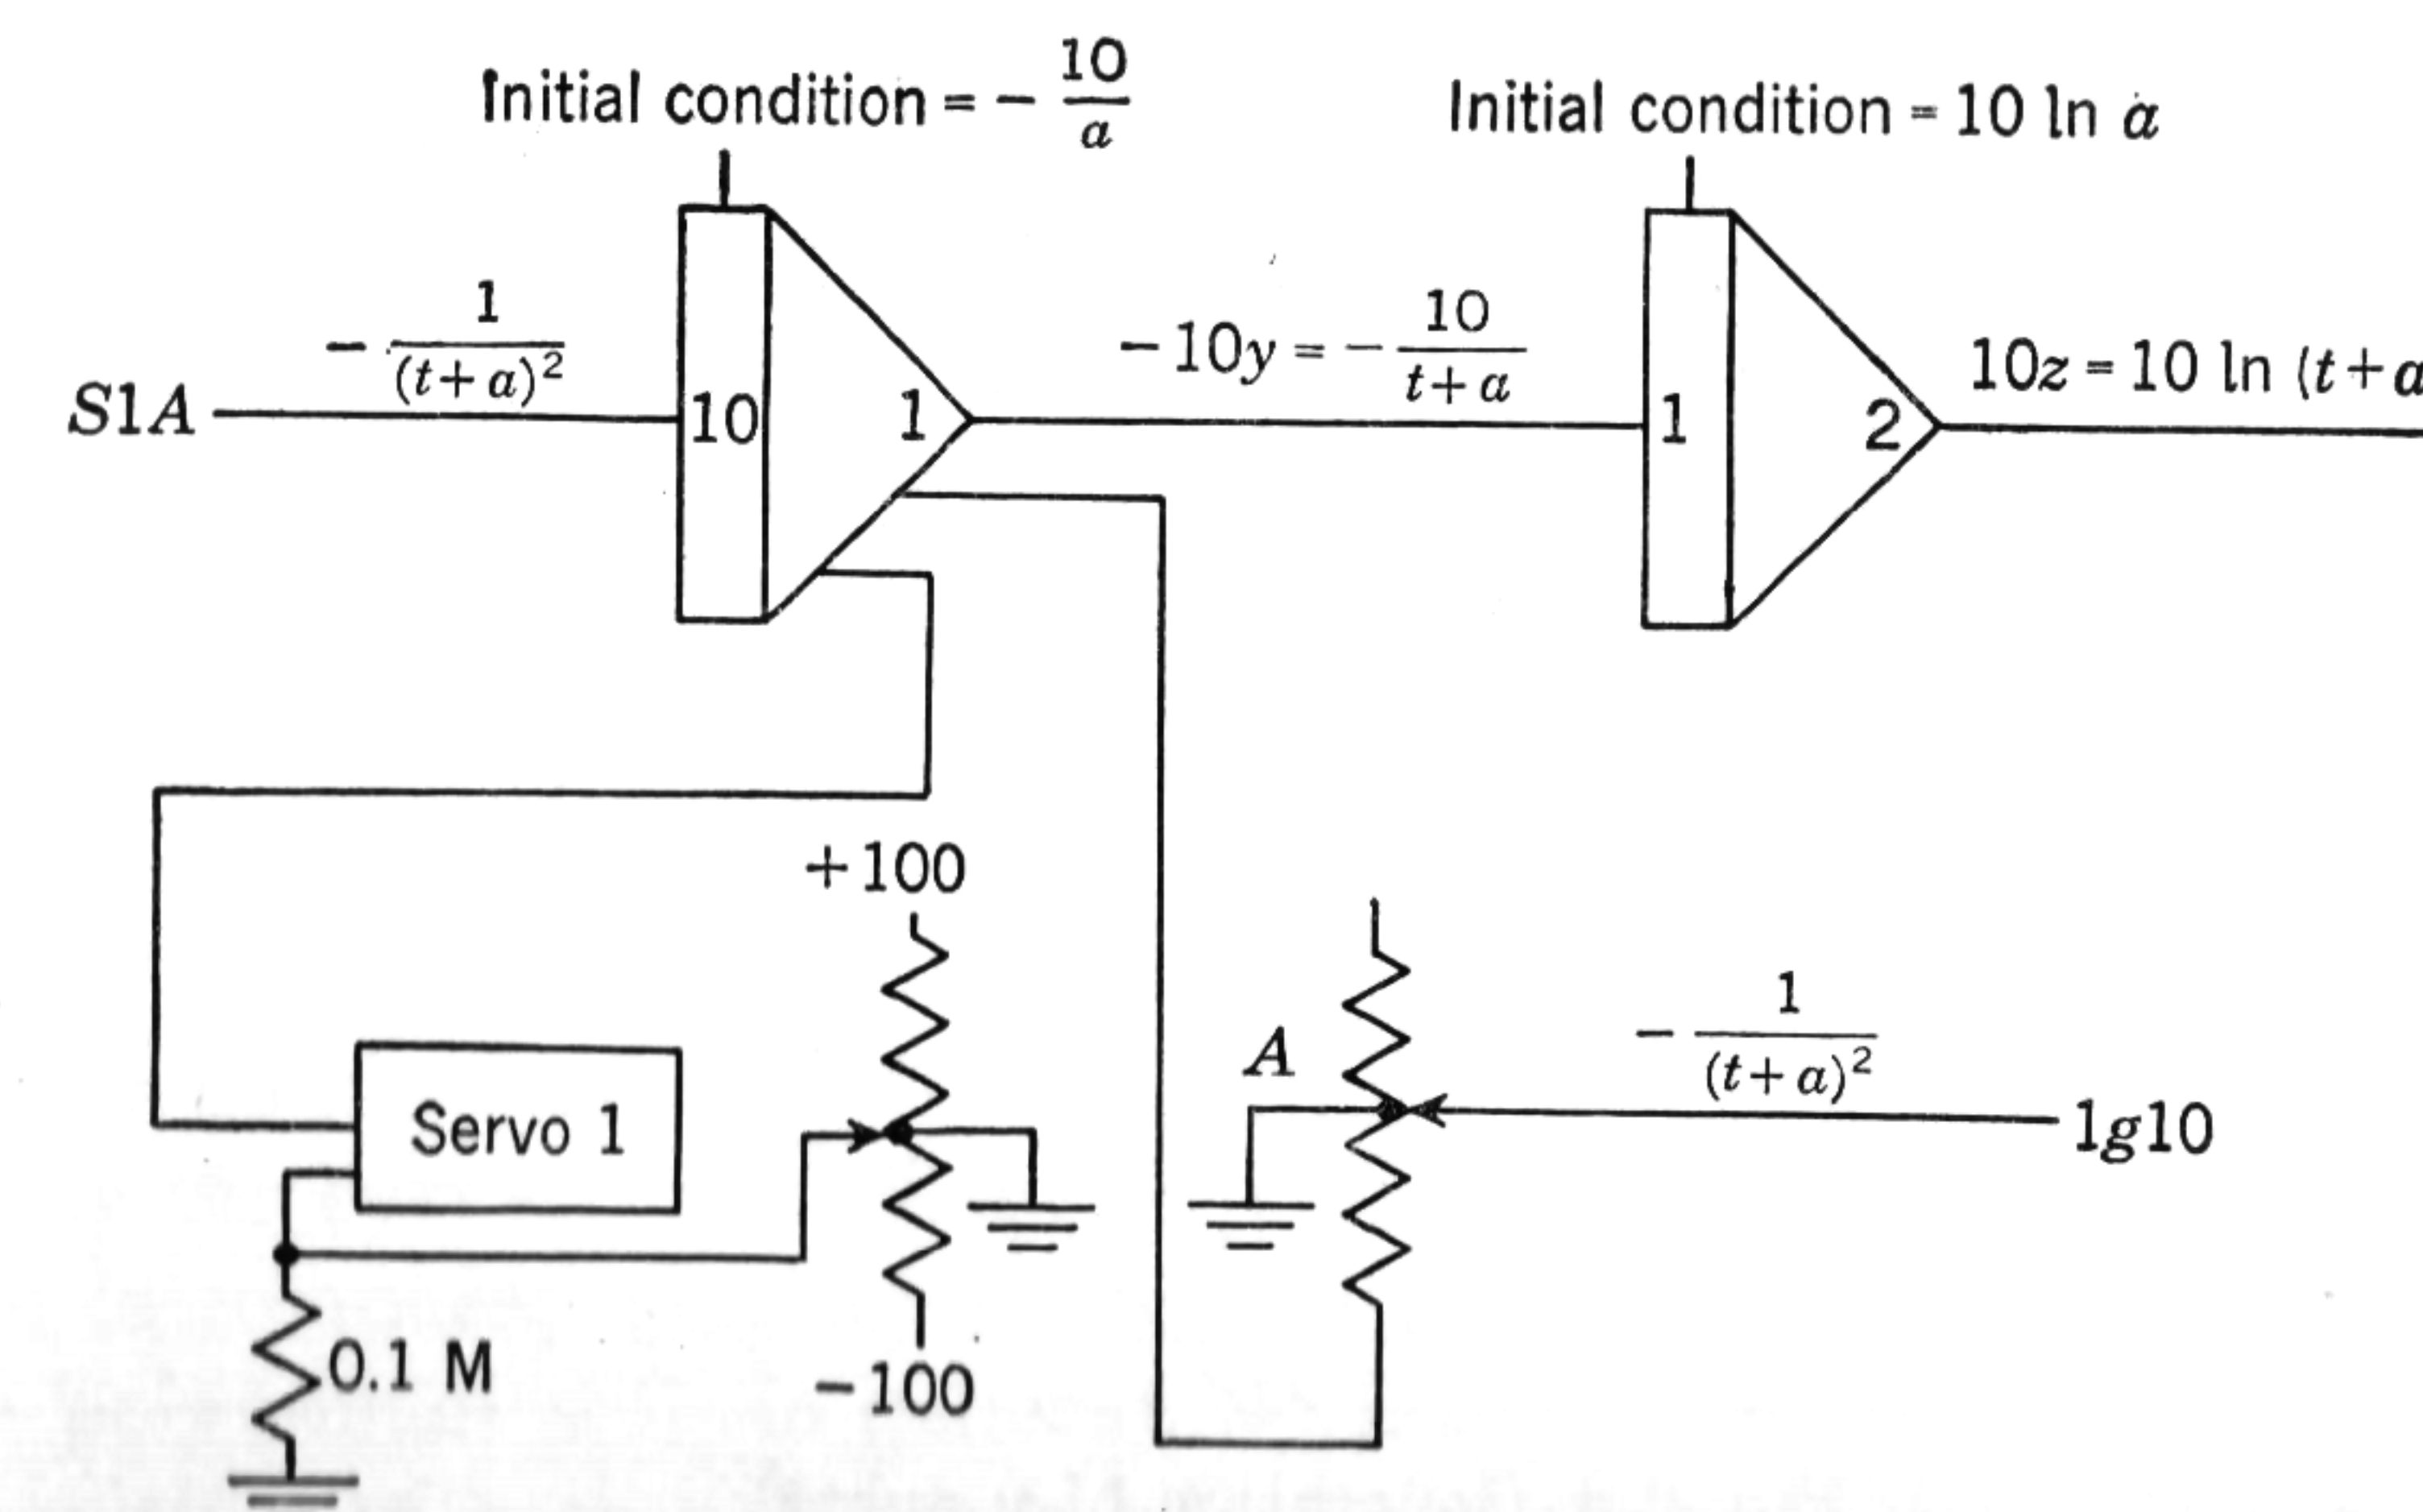 Initial condition = - 10/a
Initial condition = 10 ln a
- 1/(t+a)²
S1A
10
1
-10y = - 10/t+a
1
2
10z = 10 ln (t+a
+100
Servo 1
0.1 M
-100
A
- 1/(t+a)²
1g10